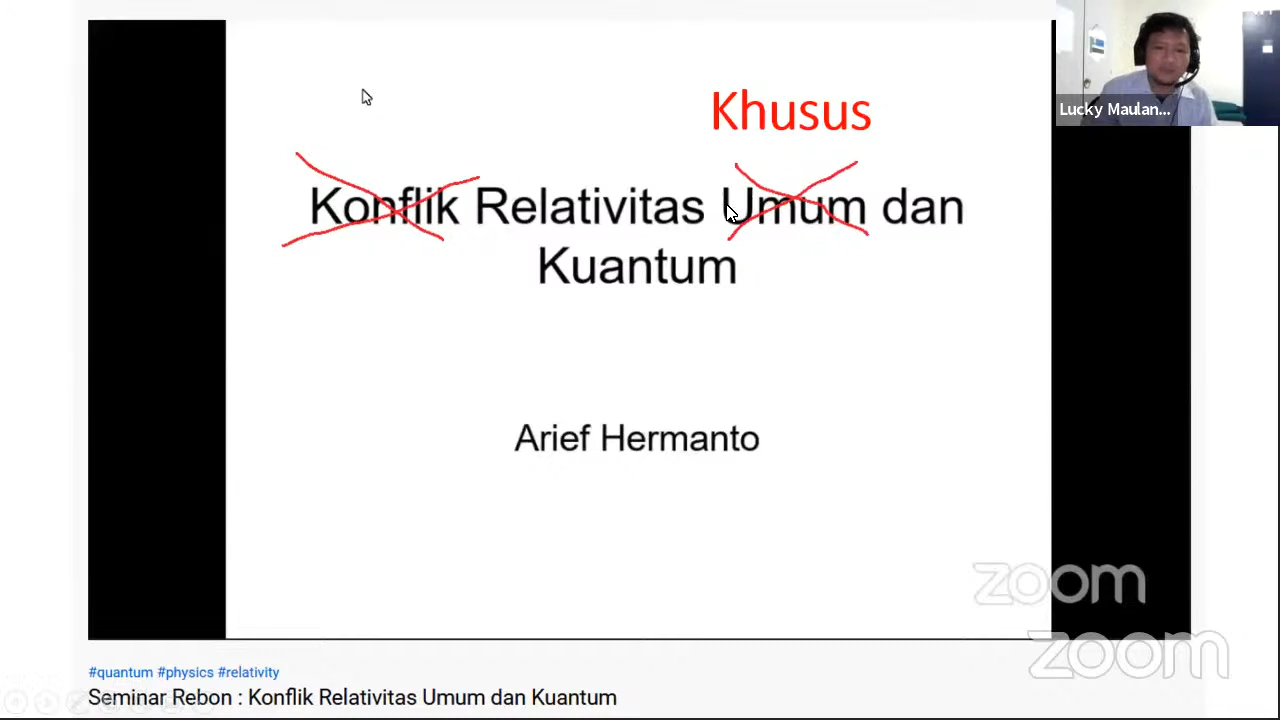 Khusus
Konflik Relativitas Umum dan
Kuantum
Arief Hermanto
Lucky Maulan...
zoom
zoom
#quantum #physics #relativity
Seminar Rebon : Konflik Relativitas Umum dan Kuantum